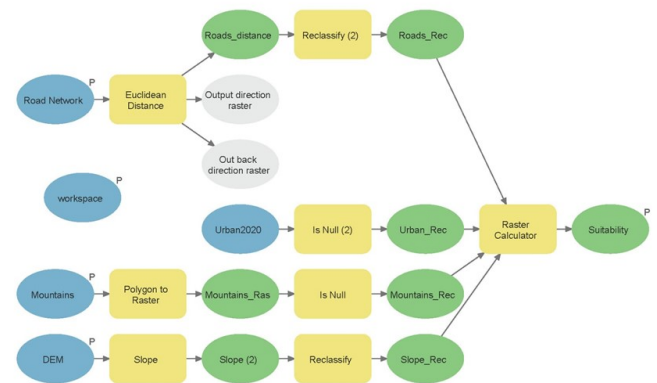 Roads_distance
Reclassify (2)
Roads_Rec
P
Road Network
Euclidean
Distance
Output direction
raster
Out back
direction raster
P
workspace
Urban2020
Is Null (2)
Urban_Rec
Raster
Calculator
P
Suitability
P
Mountains
Polygon to
Raster
Mountains_Ras
Is Null
Mountains_Rec
P
DEM
Slope
Slope (2)
Reclassify
Slope_Rec